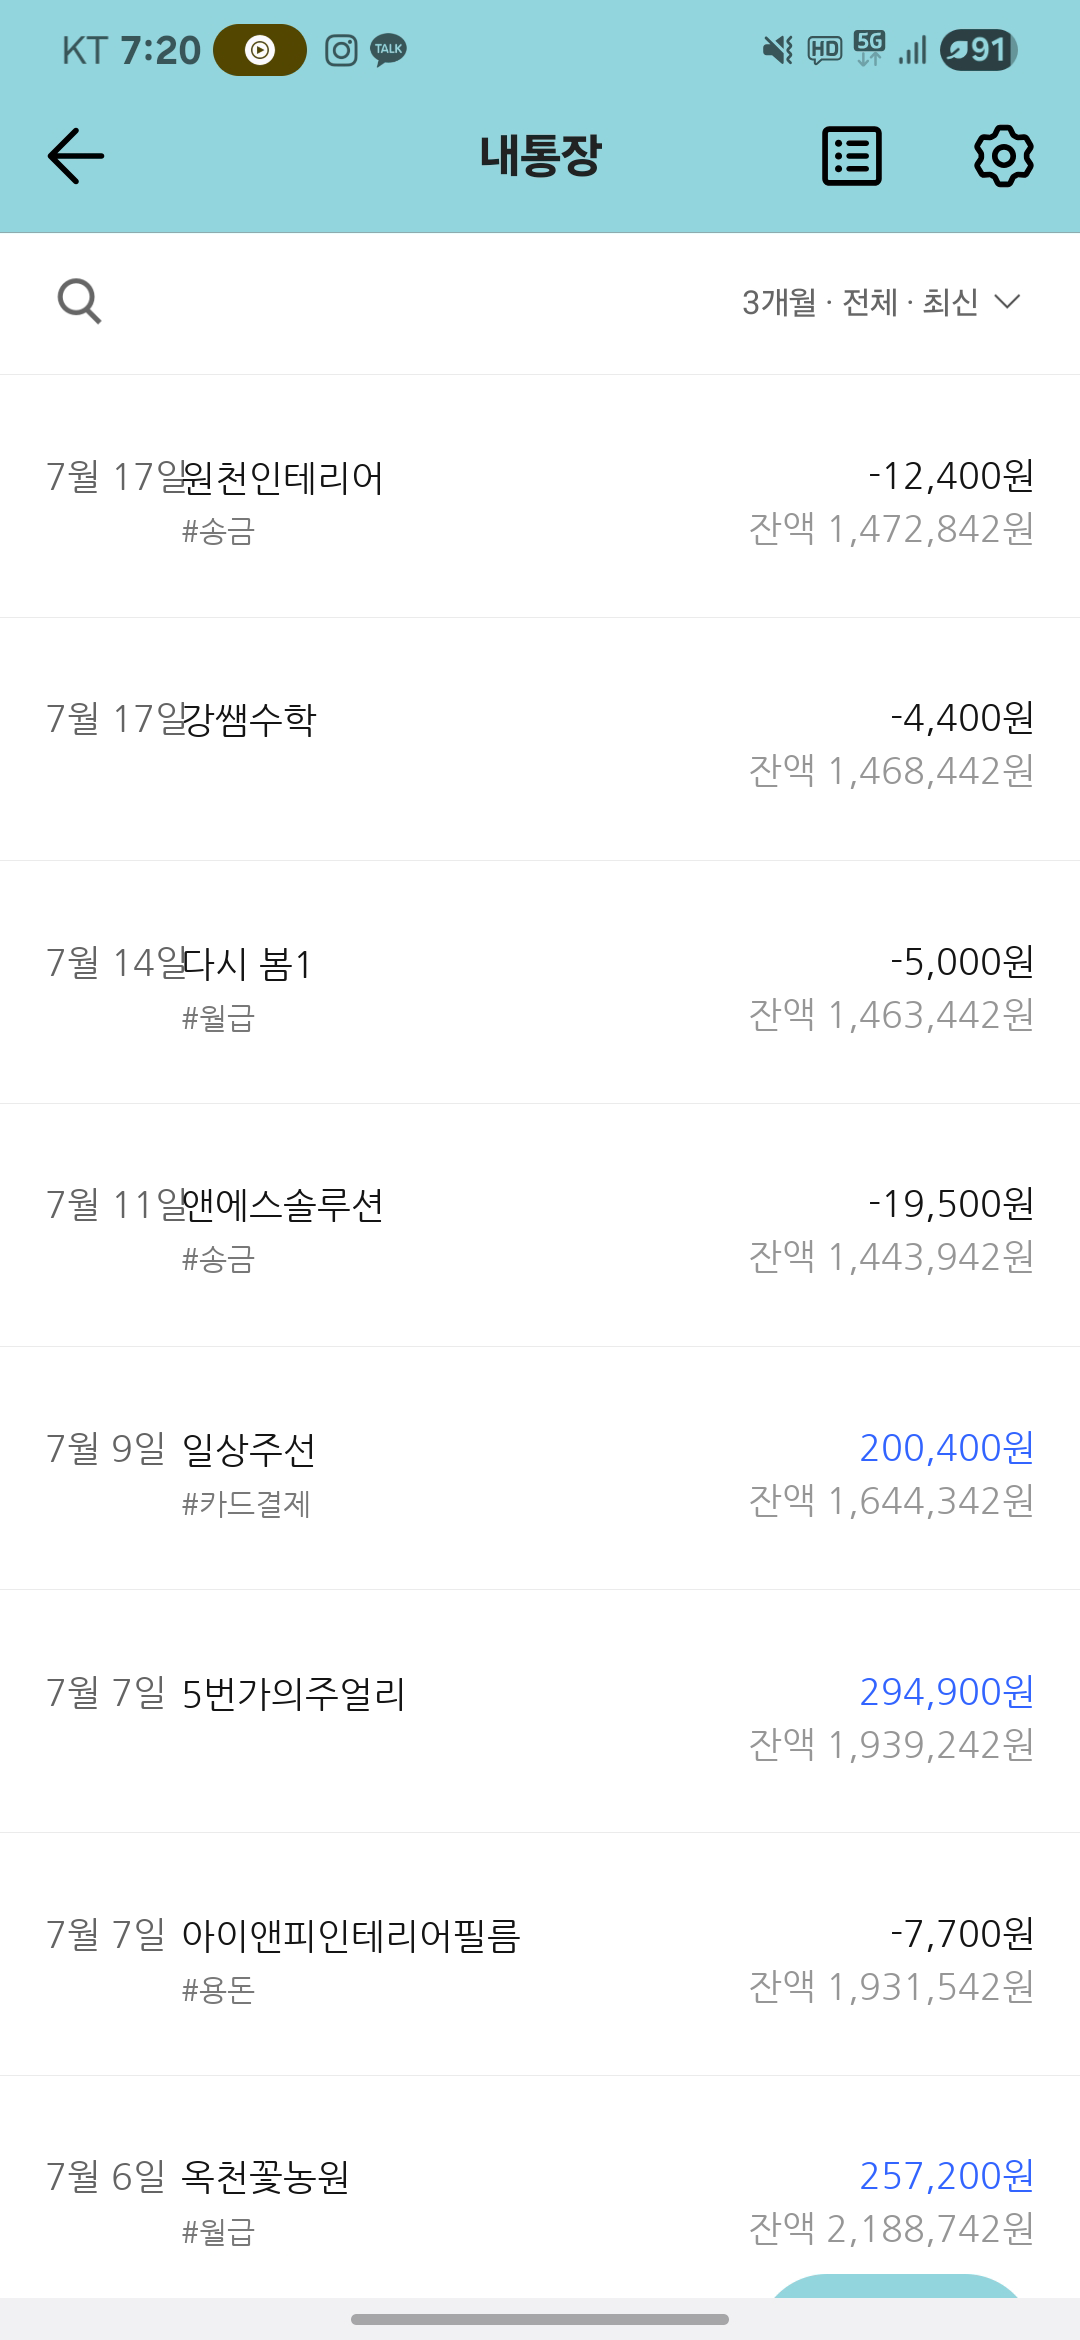 KT 7:20 TALK HD 5G 91
내통장
3개월 · 전체 · 최신
7월 17일 원천인테리어 -12,400원
#송금 잔액 1,472,842원
7월 17일 강쌤수학 -4,400원
잔액 1,468,442원
7월 14일 다시 봄1 -5,000원
#월급 잔액 1,463,442원
7월 11일 앤에스솔루션 -19,500원
#송금 잔액 1,443,942원
7월 9일 일상주선 200,400원
#카드결제 잔액 1,644,342원
7월 7일 5번가의주얼리 294,900원
잔액 1,939,242원
7월 7일 아이앤피인테리어필름 -7,700원
#용돈 잔액 1,931,542원
7월 6일 옥천꽃농원 257,200원
#월급 잔액 2,188,742원